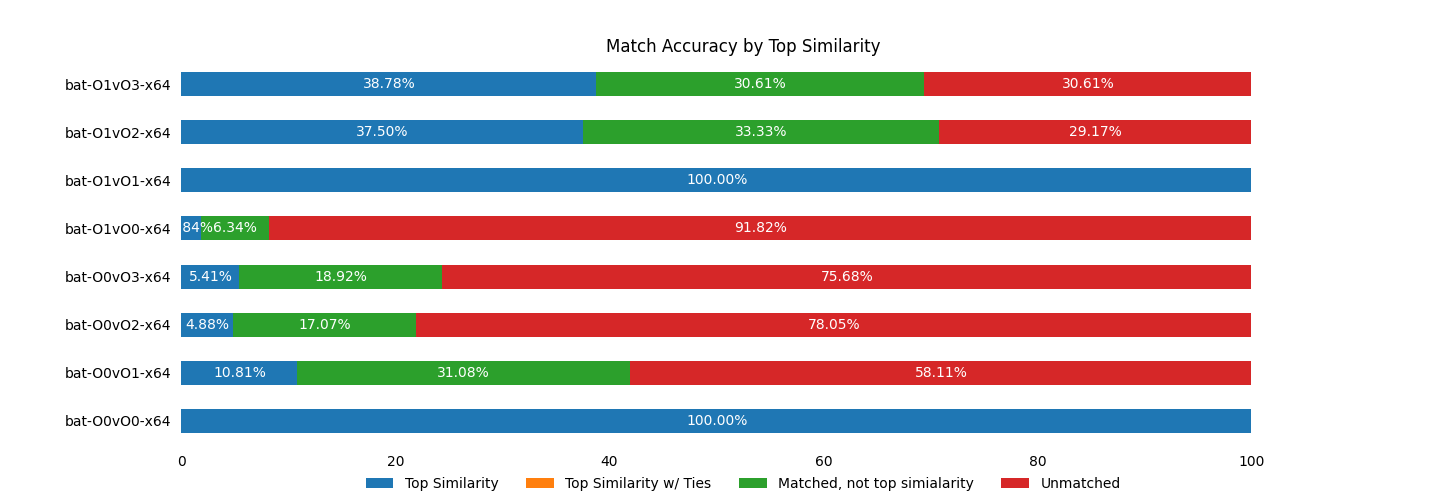 Match Accuracy by Top Similarity
bat-O1vO3-x64 38.78% 30.61% 30.61%
bat-O1vO2-x64 37.50% 33.33% 29.17%
bat-O1vO1-x64 100.00%
bat-O1vO0-x64 84% 6.34% 91.82%
bat-O0vO3-x64 5.41% 18.92% 75.68%
bat-O0vO2-x64 4.88% 17.07% 78.05%
bat-O0vO1-x64 10.81% 31.08% 58.11%
bat-O0vO0-x64 100.00%
0 20 40 60 80 100
Top Similarity Top Similarity w/ Ties Matched, not top simialarity Unmatched